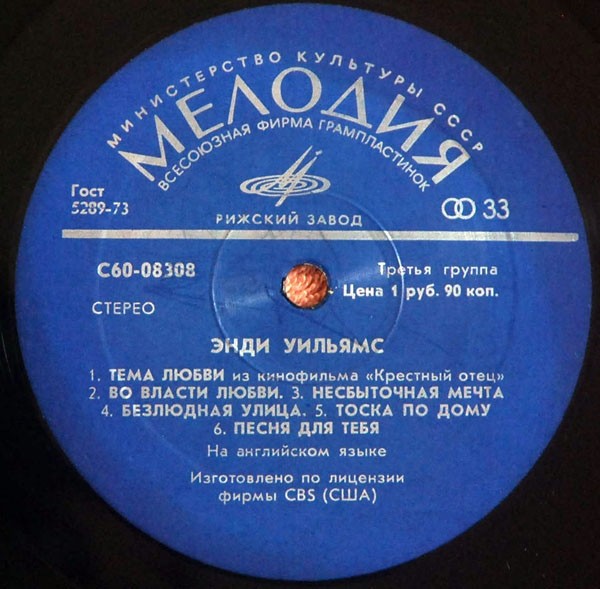 МИНИСТЕРСТВО КУЛЬТУРЫ СССР
МЕЛОДИЯ
ВСЕСОЮЗНАЯ ФИРМА ГРАМПЛАСТИНОК
Гост
5289-73
33
РИЖСКИЙ ЗАВОД
С60-08308
Третья группа
Цена 1 руб. 90 коп.
СТЕРЕО
ЭНДИ УИЛЬЯМС
1. ТЕМА ЛЮБВИ из кинофильма «Крестный отец»
2. ВО ВЛАСТИ ЛЮБВИ. 3. НЕСБЫТОЧНАЯ МЕЧТА
4. БЕЗЛЮДНАЯ УЛИЦА. 5. ТОСКА ПО ДОМУ
6. ПЕСНЯ ДЛЯ ТЕБЯ
На английском языке
Изготовлено по лицензии
фирмы CBS (США)